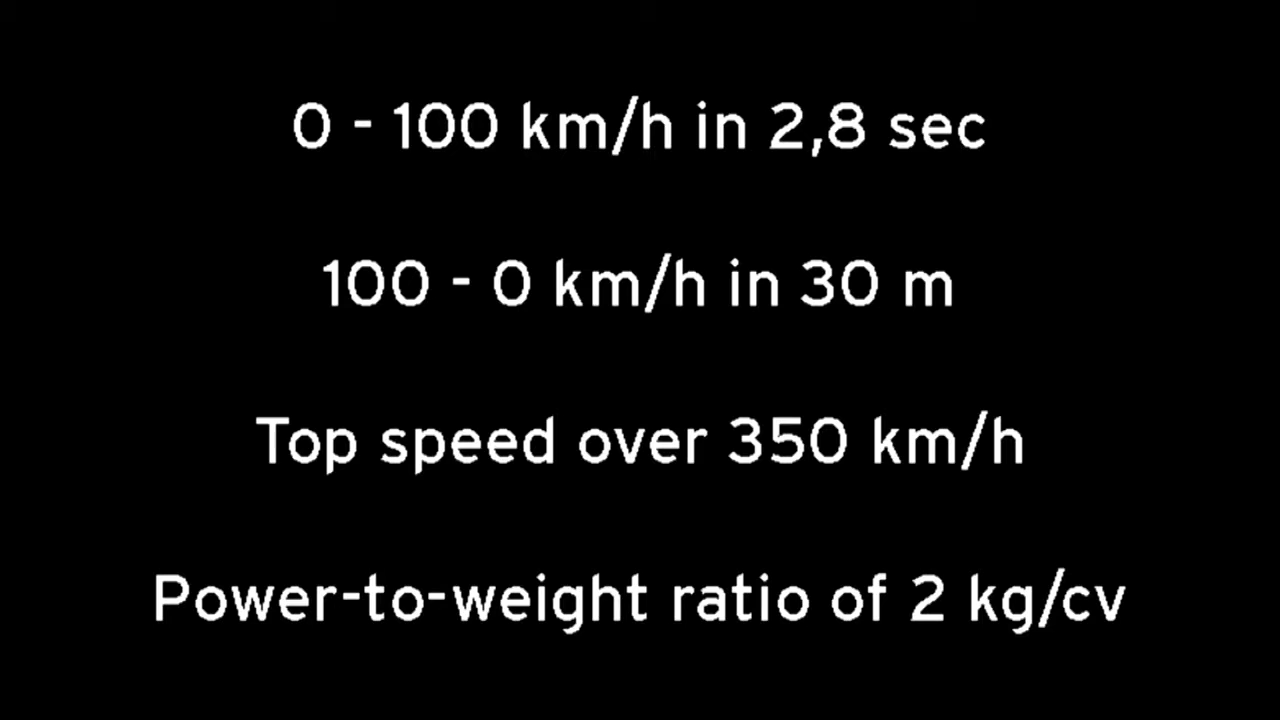 0 - 100 km/h in 2,8 sec
100 - 0 km/h in 30 m
Top speed over 350 km/h
Power-to-weight ratio of 2 kg/cv